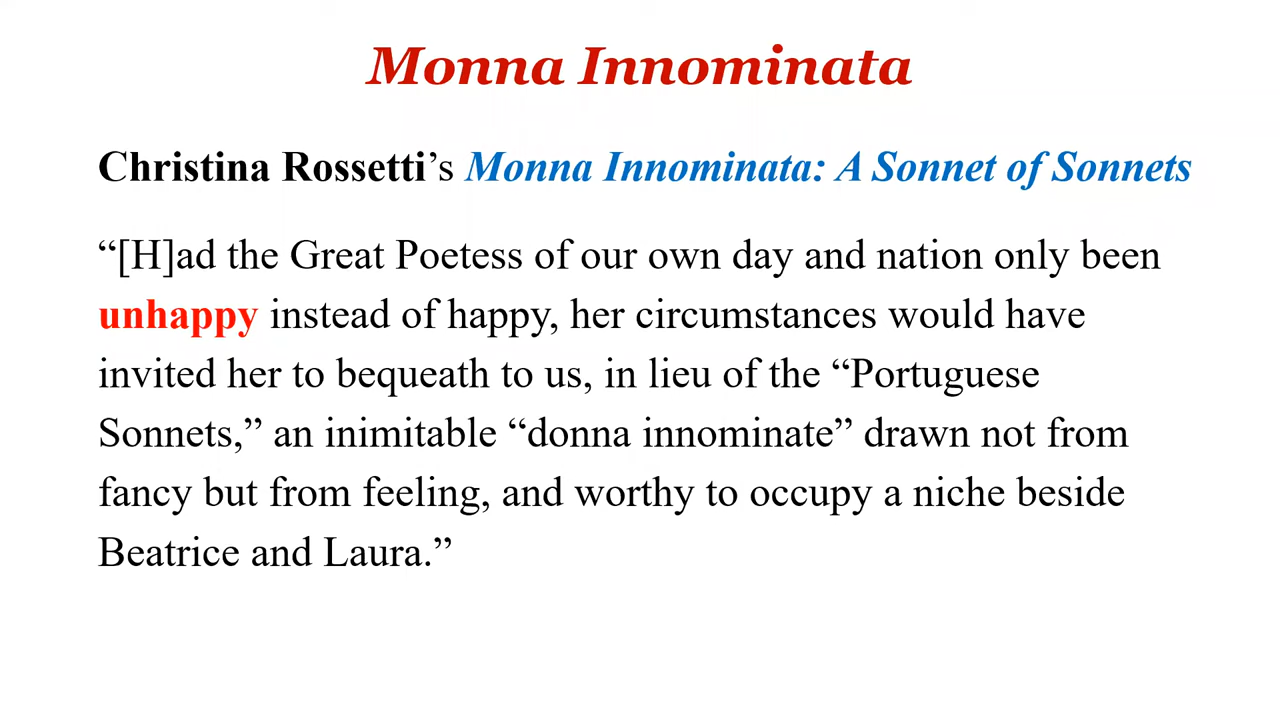 Monna Innominata
Christina Rossetti’s Monna Innominata: A Sonnet of Sonnets
“[H]ad the Great Poetess of our own day and nation only been
unhappy instead of happy, her circumstances would have
invited her to bequeath to us, in lieu of the “Portuguese
Sonnets,” an inimitable “donna innominate” drawn not from
fancy but from feeling, and worthy to occupy a niche beside
Beatrice and Laura.”